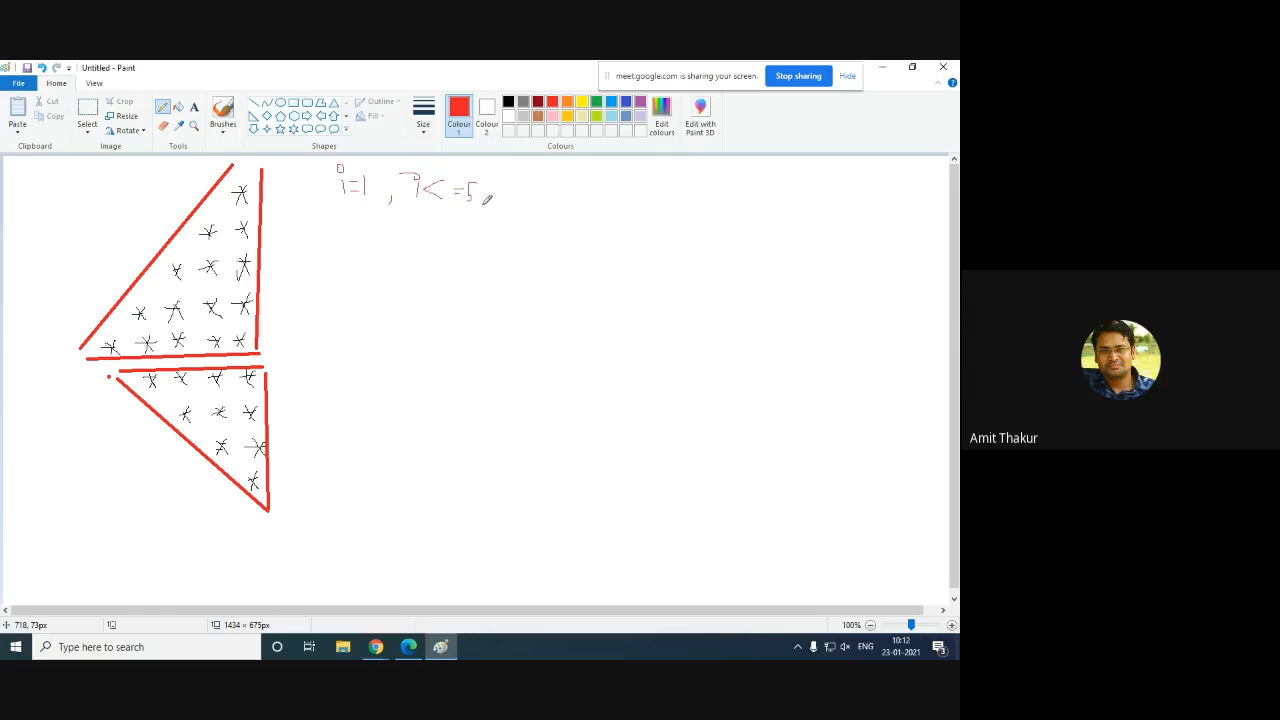 Untitled - Paint
meet.google.com is sharing your screen. Stop sharing Hide
File Home View
Paste Cut Copy
Clipboard
Select Crop Resize Rotate
Image
A
Tools
Brushes
Outline Fill
Shapes
Size
Colour 1 Colour 2
Edit colours
Edit with Paint 3D
Colours
i=1 , i<=5
Amit Thakur
718, 73px
1434 × 675px
100%
Type here to search
ENG
10:12
23-01-2021
3